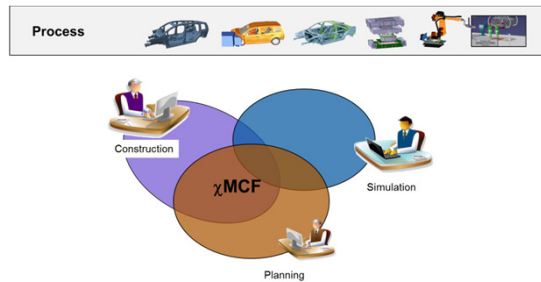 Process
Construction
χMCF
Simulation
Planning